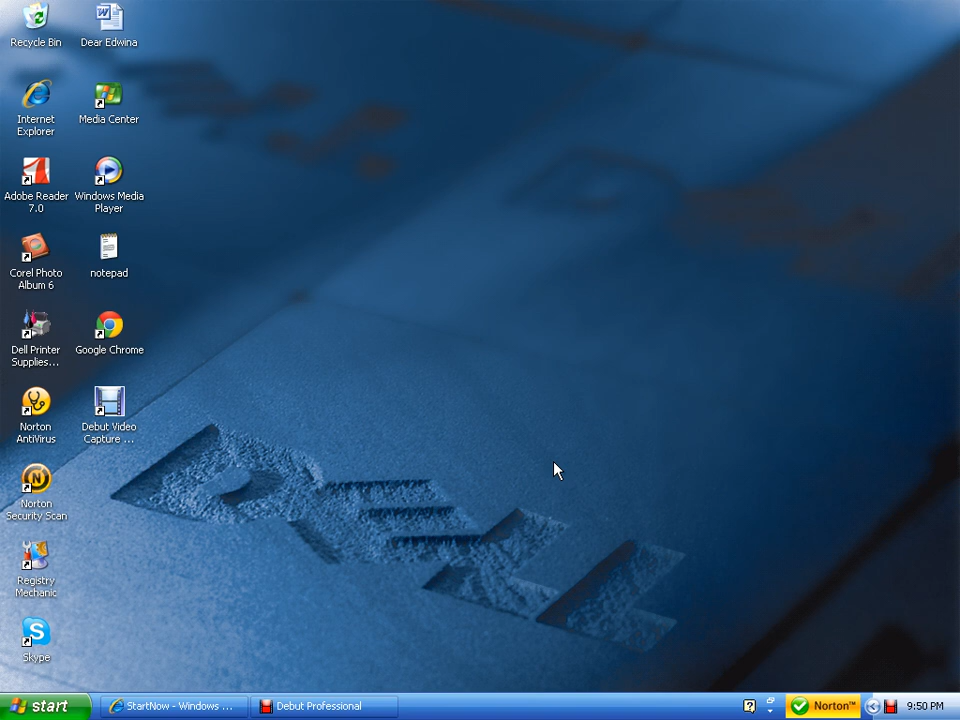 Recycle Bin
Dear Edwina
Internet
Explorer
Media Center
Adobe Reader
7.0
Windows Media
Player
Corel Photo
Album 6
notepad
Dell Printer
Supplies...
Google Chrome
Norton
AntiVirus
Debut Video
Capture ...
Norton
Security Scan
Registry
Mechanic
Skype
DELL
start
StartNow - Windows ...
Debut Professional
Norton™
9:50 PM